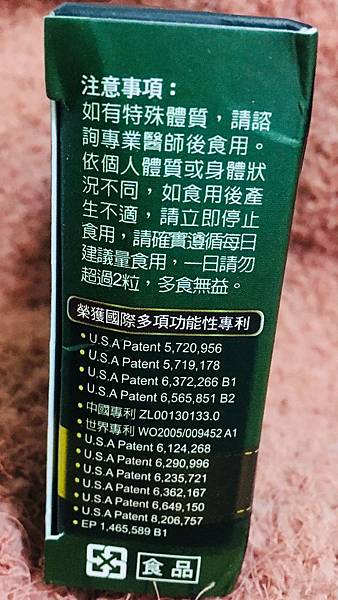 注意事項：
如有特殊體質，請諮
詢專業醫師後食用。
依個人體質或身體狀
況不同，如食用後產
生不適，請立即停止
食用，請確實遵循每日
建議量食用，一日請勿
超過2粒，多食無益。
榮獲國際多項功能性專利
• U.S.A Patent 5,720,956
• U.S.A Patent 5,719,178
• U.S.A Patent 6,372,266 B1
• U.S.A Patent 6,565,851 B2
• 中國專利 ZL00130133.0
• 世界專利 WO2005/009452 A1
• U.S.A Patent 6,124,268
• U.S.A Patent 6,290,996
• U.S.A Patent 6,235,721
• U.S.A Patent 6,362,167
• U.S.A Patent 6,649,150
• U.S.A Patent 8,206,757
• EP 1,465,589 B1
食品